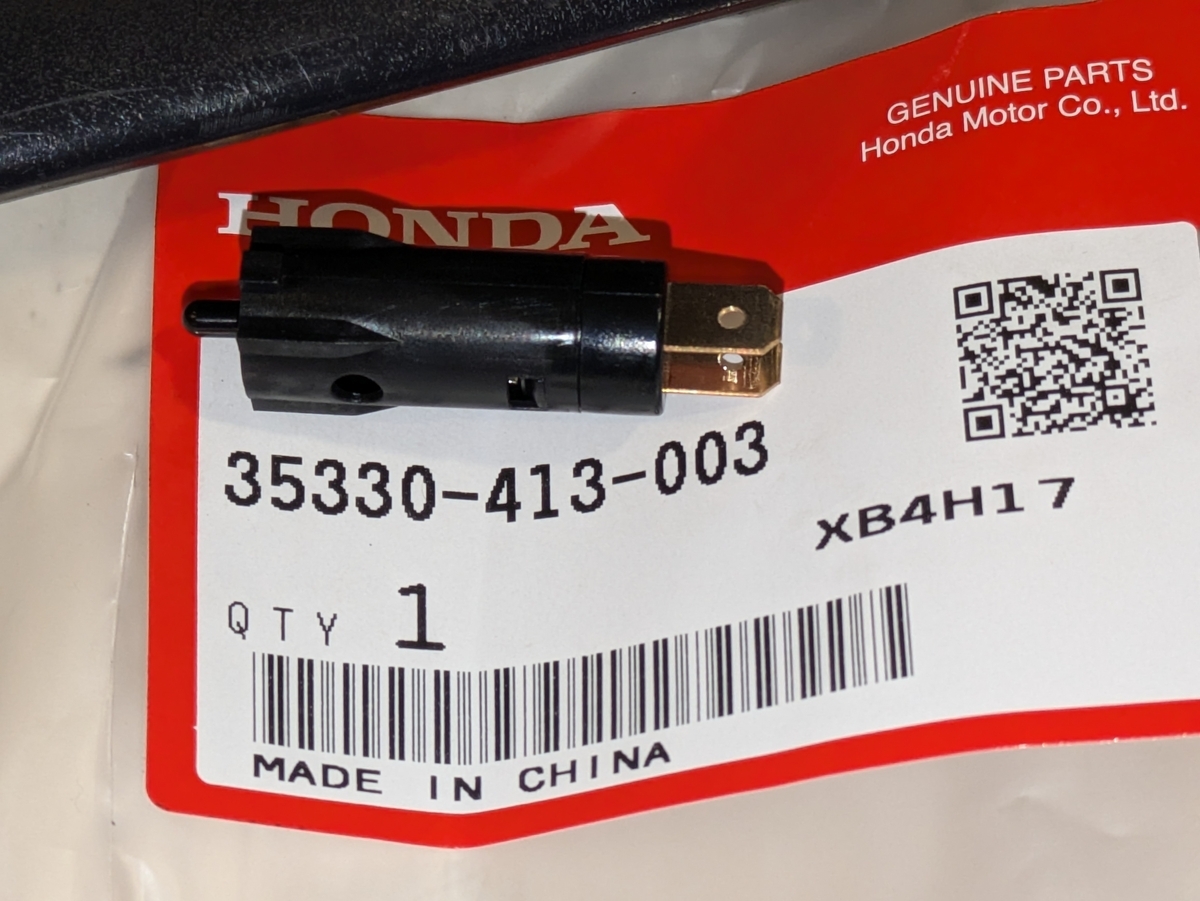 GENUINE PARTS
Honda Motor Co., Ltd.
HONDA
35330-413-003
XB4H17
QTY 1
MADE IN CHINA